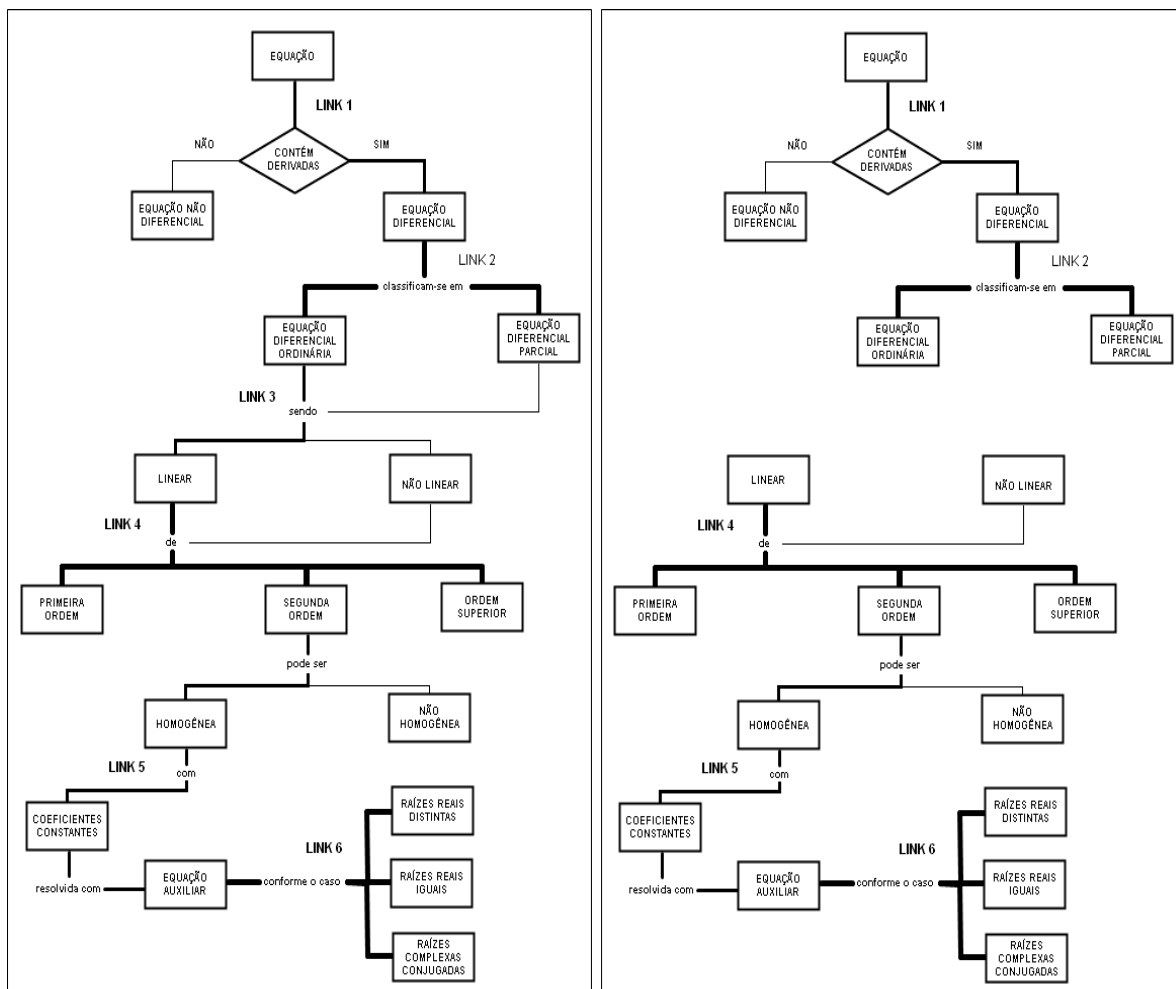 EQUAÇÃO
LINK 1
NÃO
CONTÉM
DERIVADAS
SIM
EQUAÇÃO NÃO
DIFERENCIAL
EQUAÇÃO
DIFERENCIAL
LINK 2
classificam-se em
EQUAÇÃO
DIFERENCIAL
ORDINÁRIA
EQUAÇÃO
DIFERENCIAL
PARCIAL
LINK 3
sendo
LINEAR
NÃO LINEAR
LINK 4
de
PRIMEIRA
ORDEM
SEGUNDA
ORDEM
ORDEM
SUPERIOR
pode ser
HOMOGÊNEA
NÃO
HOMOGÊNEA
LINK 5
com
COEFICIENTES
CONSTANTES
resolvida com
EQUAÇÃO
AUXILIAR
LINK 6
conforme o caso
RAÍZES REAIS
DISTINTAS
RAÍZES REAIS
IGUAIS
RAÍZES
COMPLEXAS
CONJUGADAS
EQUAÇÃO
LINK 1
NÃO
CONTÉM
DERIVADAS
SIM
EQUAÇÃO NÃO
DIFERENCIAL
EQUAÇÃO
DIFERENCIAL
LINK 2
classificam-se em
EQUAÇÃO
DIFERENCIAL
ORDINÁRIA
EQUAÇÃO
DIFERENCIAL
PARCIAL
LINEAR
NÃO LINEAR
LINK 4
de
PRIMEIRA
ORDEM
SEGUNDA
ORDEM
ORDEM
SUPERIOR
pode ser
HOMOGÊNEA
NÃO
HOMOGÊNEA
LINK 5
com
COEFICIENTES
CONSTANTES
resolvida com
EQUAÇÃO
AUXILIAR
LINK 6
conforme o caso
RAÍZES REAIS
DISTINTAS
RAÍZES REAIS
IGUAIS
RAÍZES
COMPLEXAS
CONJUGADAS